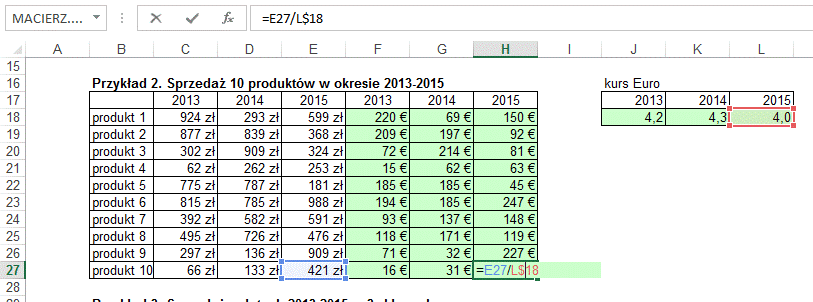 MACIERZ.... =E27/L$18
A B C D E F G H I J K L
15
16 Przykład 2. Sprzedaż 10 produktów w okresie 2013-2015 kurs Euro
17 2013 2014 2015 2013 2014 2015 2013 2014 2015
18 produkt 1 924 zł 293 zł 599 zł 220 € 69 € 150 € 4,2 4,3 4,0
19 produkt 2 877 zł 839 zł 368 zł 209 € 197 € 92 €
20 produkt 3 302 zł 909 zł 324 zł 72 € 214 € 81 €
21 produkt 4 62 zł 262 zł 253 zł 15 € 62 € 63 €
22 produkt 5 775 zł 787 zł 181 zł 185 € 185 € 45 €
23 produkt 6 815 zł 785 zł 988 zł 194 € 185 € 247 €
24 produkt 7 392 zł 582 zł 591 zł 93 € 137 € 148 €
25 produkt 8 495 zł 726 zł 476 zł 118 € 171 € 119 €
26 produkt 9 297 zł 136 zł 909 zł 71 € 32 € 227 €
27 produkt 10 66 zł 133 zł 421 zł 16 € 31 € =E27/L$18